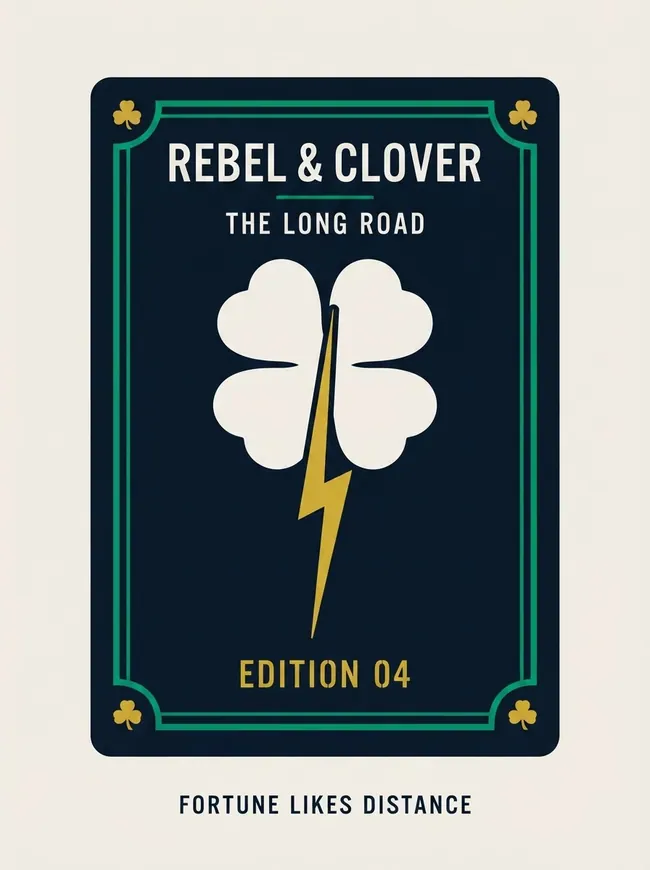 REBEL & CLOVER
THE LONG ROAD
EDITION 04
FORTUNE LIKES DISTANCE